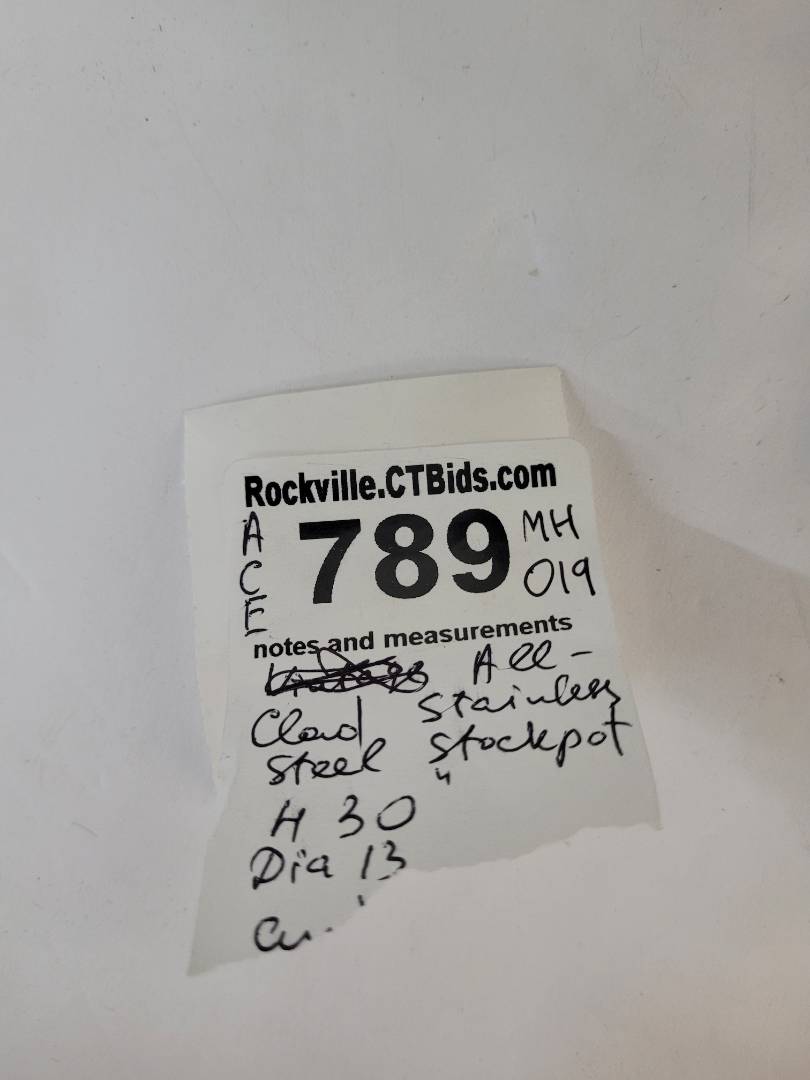 Rockville.CTBids.com
A C E 789 MH 019
notes and measurements
All-
Clad Stainless
Steel Stockpot
H 30"
Dia 13